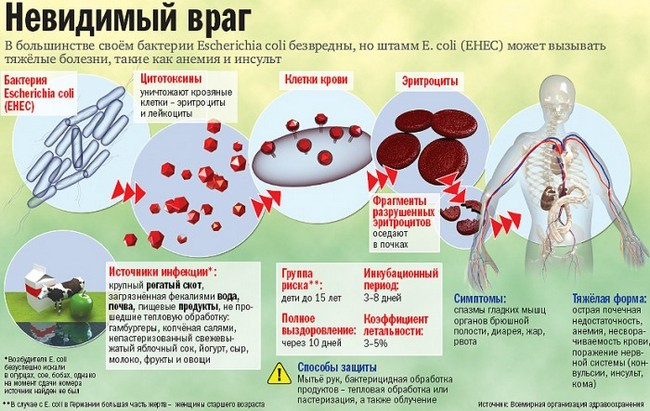 Невидимый враг
В большинстве своём бактерии Escherichia coli безвредны, но штамм E. coli (EHEC) может вызывать
тяжёлые болезни, такие как анемия и инсульт
Бактерия
Escherichia coli
(EHEC)
Цитотоксины
уничтожают кровяные
клетки – эритроциты и
лейкоциты
Клетки крови
Эритроциты
Фрагменты
разрушенных
эритроцитов
оседают
в почках
Источники инфекции*:
крупный рогатый скот,
загрязнённая фекалиями вода,
почва, пищевые продукты, не про-
шедшие тепловую обработку:
гамбургеры, копчёная салями,
непастеризованный свежевы-
жатый яблочный сок, йогурт, сыр,
молоко, фрукты и овощи
Группа
риска**:
дети до 15 лет
Инкубационный
период:
3–8 дней
Полное
выздоровление:
через 10 дней
Коэффициент
летальности:
3–5%
Способы защиты
Мытьё рук, бактерицидная обработка
продуктов – тепловая обработка или
пастеризация, а также облучение
Симптомы:
спазмы гладких мышц
органов брюшной
полости, диарея, жар,
рвота
Тяжёлая форма:
острая почечная
недостаточность,
анемия, несвора-
чиваемость крови,
поражение нерв-
ной системы (кон-
вульсии, инсульт,
кома)
*Возбудителя E. coli
безуспешно искали
в огурцах, сое, бобах, однако
на момент сдачи номера
источник найден не был
**В случае с E. coli в Германии большая часть жертв – женщины старшего возраста
Источник: Всемирная организация здравоохранения